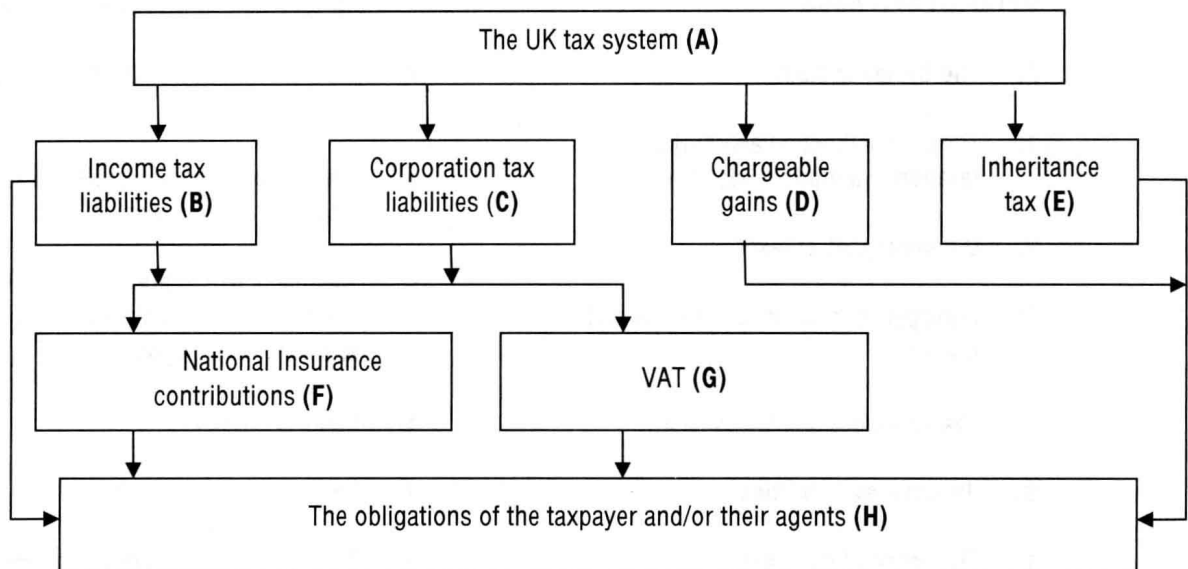 The UK tax system (A)
Income tax
liabilities (B)
Corporation tax
liabilities (C)
Chargeable
gains (D)
Inheritance
tax (E)
National Insurance
contributions (F)
VAT (G)
The obligations of the taxpayer and/or their agents (H)